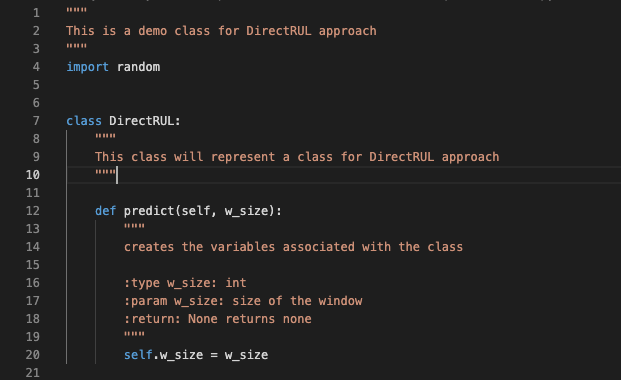 1 """
2 This is a demo class for DirectRUL approach
3 """
4 import random
5
6
7 class DirectRUL:
8     """
9     This class will represent a class for DirectRUL approach
10     """
11
12     def predict(self, w_size):
13         """
14         creates the variables associated with the class
15
16         :type w_size: int
17         :param w_size: size of the window
18         :return: None returns none
19         """
20         self.w_size = w_size
21